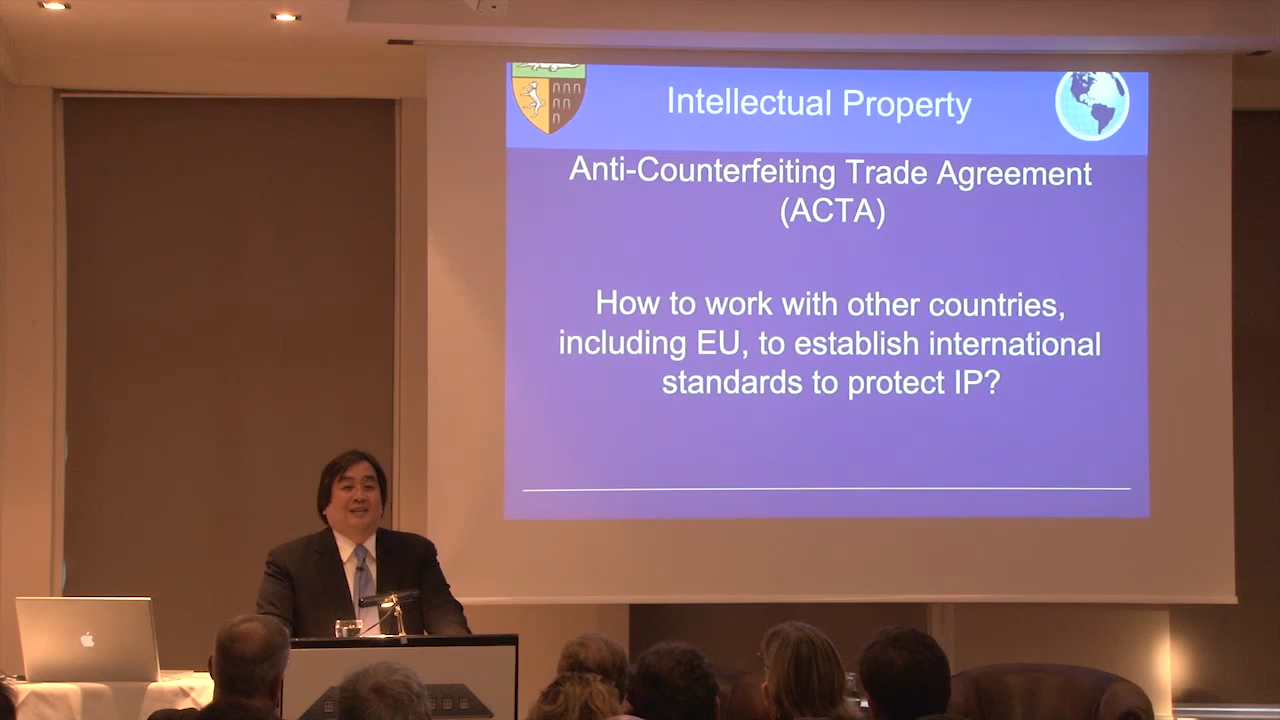 Intellectual Property
Anti-Counterfeiting Trade Agreement
(ACTA)
How to work with other countries,
including EU, to establish international
standards to protect IP?